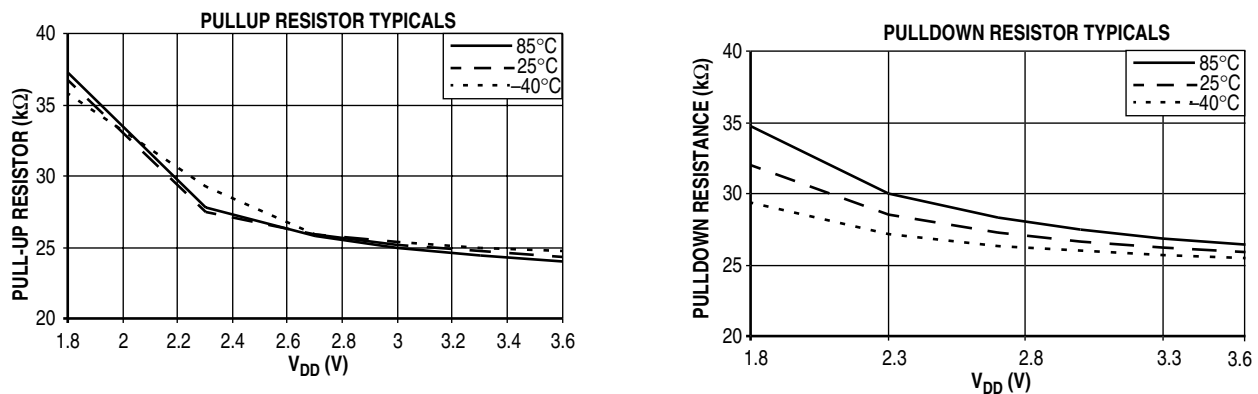 PULLUP RESISTOR TYPICALS
PULL-UP RESISTOR (kΩ)
40
35
30
25
20
85°C
25°C
–40°C
1.8 2 2.2 2.4 2.6 2.8 3 3.2 3.4 3.6
VDD (V)
PULLDOWN RESISTOR TYPICALS
PULLDOWN RESISTANCE (kΩ)
40
35
30
25
20
85°C
25°C
–40°C
1.8 2.3 2.8 3.3 3.6
VDD (V)